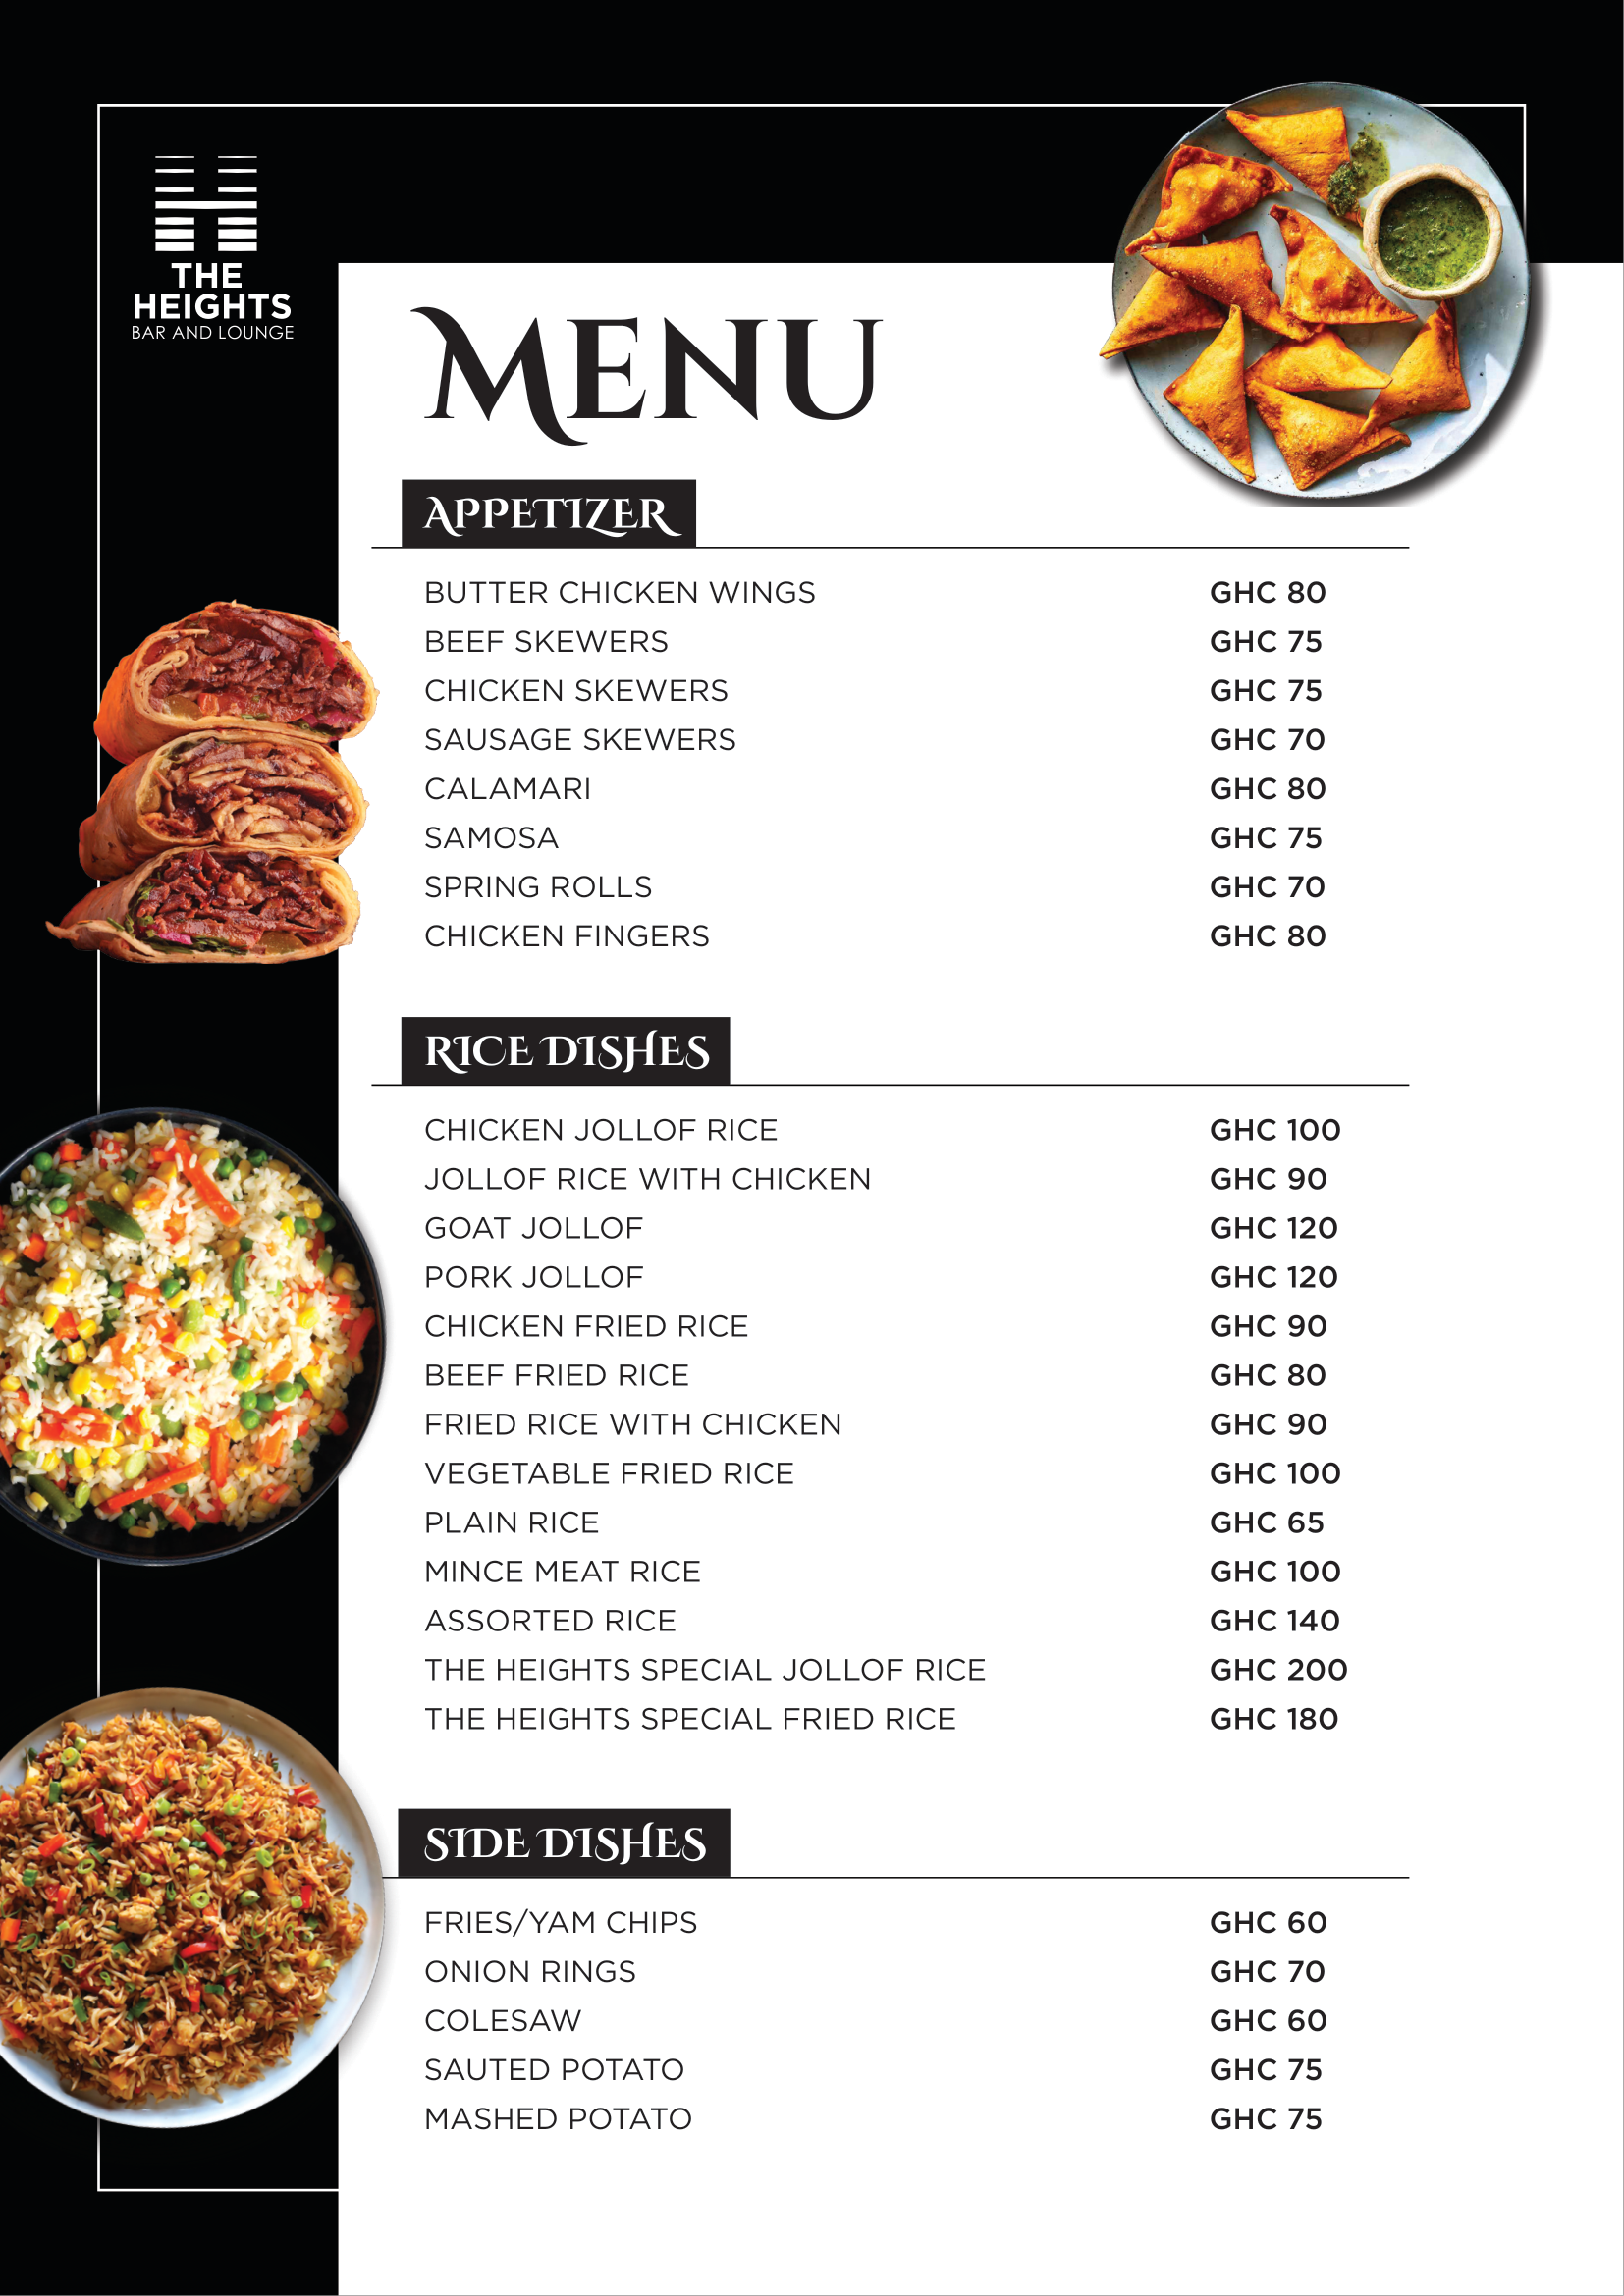 THE
HEIGHTS
BAR AND LOUNGE
MENU
APPETIZER
BUTTER CHICKEN WINGS GHC 80
BEEF SKEWERS GHC 75
CHICKEN SKEWERS GHC 75
SAUSAGE SKEWERS GHC 70
CALAMARI GHC 80
SAMOSA GHC 75
SPRING ROLLS GHC 70
CHICKEN FINGERS GHC 80
RICE DISHES
CHICKEN JOLLOF RICE GHC 100
JOLLOF RICE WITH CHICKEN GHC 90
GOAT JOLLOF GHC 120
PORK JOLLOF GHC 120
CHICKEN FRIED RICE GHC 90
BEEF FRIED RICE GHC 80
FRIED RICE WITH CHICKEN GHC 90
VEGETABLE FRIED RICE GHC 100
PLAIN RICE GHC 65
MINCE MEAT RICE GHC 100
ASSORTED RICE GHC 140
THE HEIGHTS SPECIAL JOLLOF RICE GHC 200
THE HEIGHTS SPECIAL FRIED RICE GHC 180
SIDE DISHES
FRIES/YAM CHIPS GHC 60
ONION RINGS GHC 70
COLESAW GHC 60
SAUTED POTATO GHC 75
MASHED POTATO GHC 75